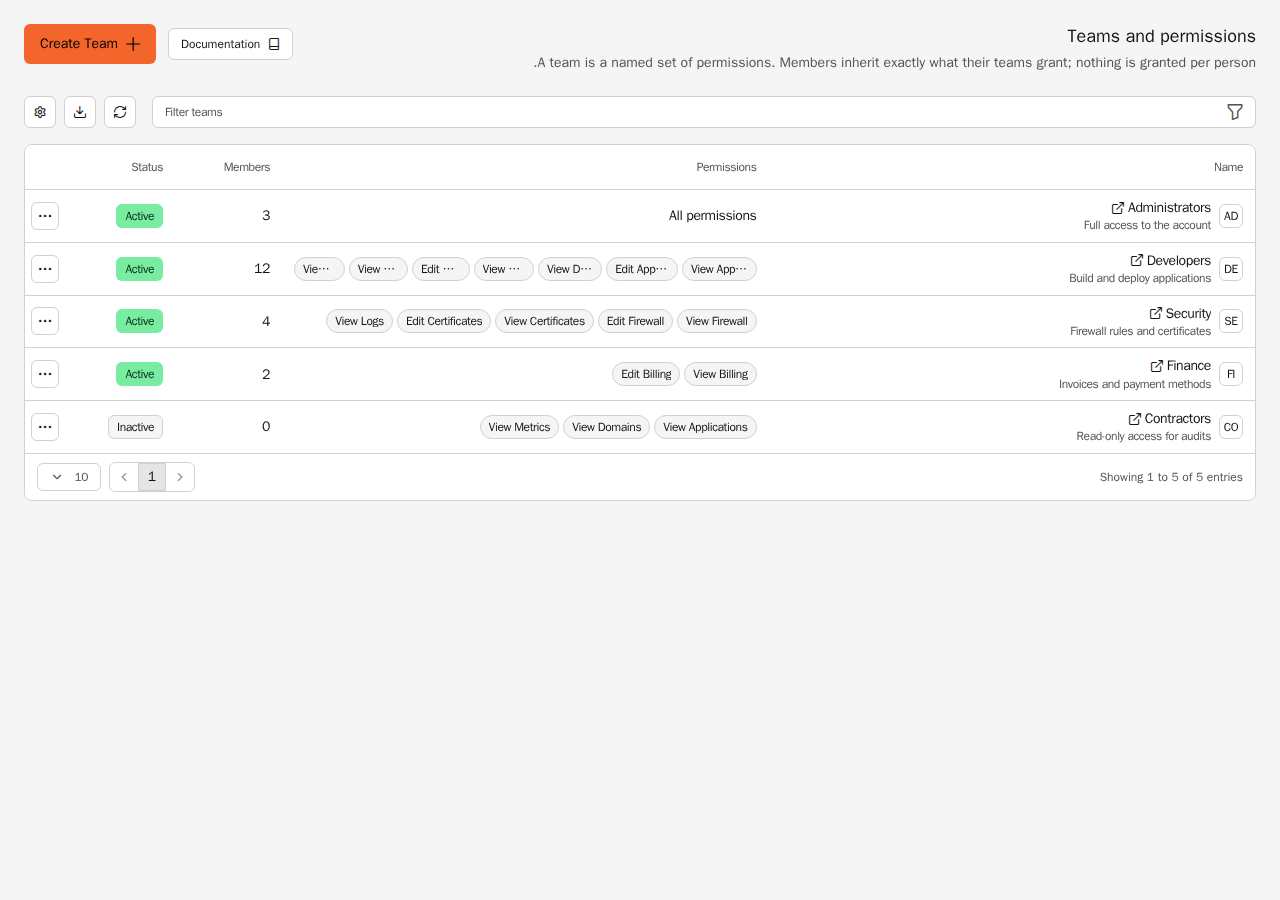 Teams and permissions
.A team is a named set of permissions. Members inherit exactly what their teams grant; nothing is granted per person
Documentation
Create Team
Filter teams
Name Permissions Members Status
AD Administrators All permissions 3 Active
Full access to the account
DE Developers View App··· Edit App··· View D··· View ··· Edit ··· View ··· Vie··· 12 Active
Build and deploy applications
SE Security View Firewall Edit Firewall View Certificates Edit Certificates View Logs 4 Active
Firewall rules and certificates
FI Finance View Billing Edit Billing 2 Active
Invoices and payment methods
CO Contractors View Applications View Domains View Metrics 0 Inactive
Read-only access for audits
Showing 1 to 5 of 5 entries
1
10